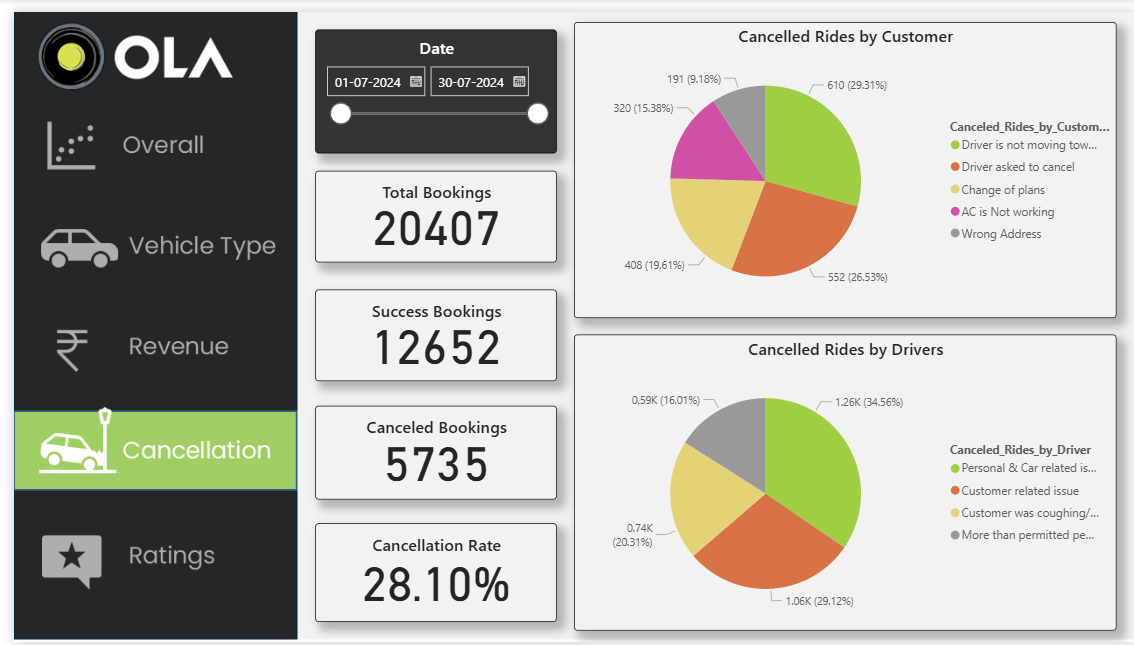 OLA
Overall
Vehicle Type
₹
Revenue
Cancellation
Ratings
Date
01-07-2024
30-07-2024
Total Bookings
20407
Success Bookings
12652
Canceled Bookings
5735
Cancellation Rate
28.10%
Cancelled Rides by Customer
191 (9.18%)
610 (29.31%)
320 (15.38%)
408 (19.61%)
552 (26.53%)
Canceled_Rides_by_Custom...
Driver is not moving tow...
Driver asked to cancel
Change of plans
AC is Not working
Wrong Address
Cancelled Rides by Drivers
0.59K (16.01%)
1.26K (34.56%)
0.74K
(20.31%)
1.06K (29.12%)
Canceled_Rides_by_Driver
Personal & Car related is...
Customer related issue
Customer was coughing/...
More than permitted pe...